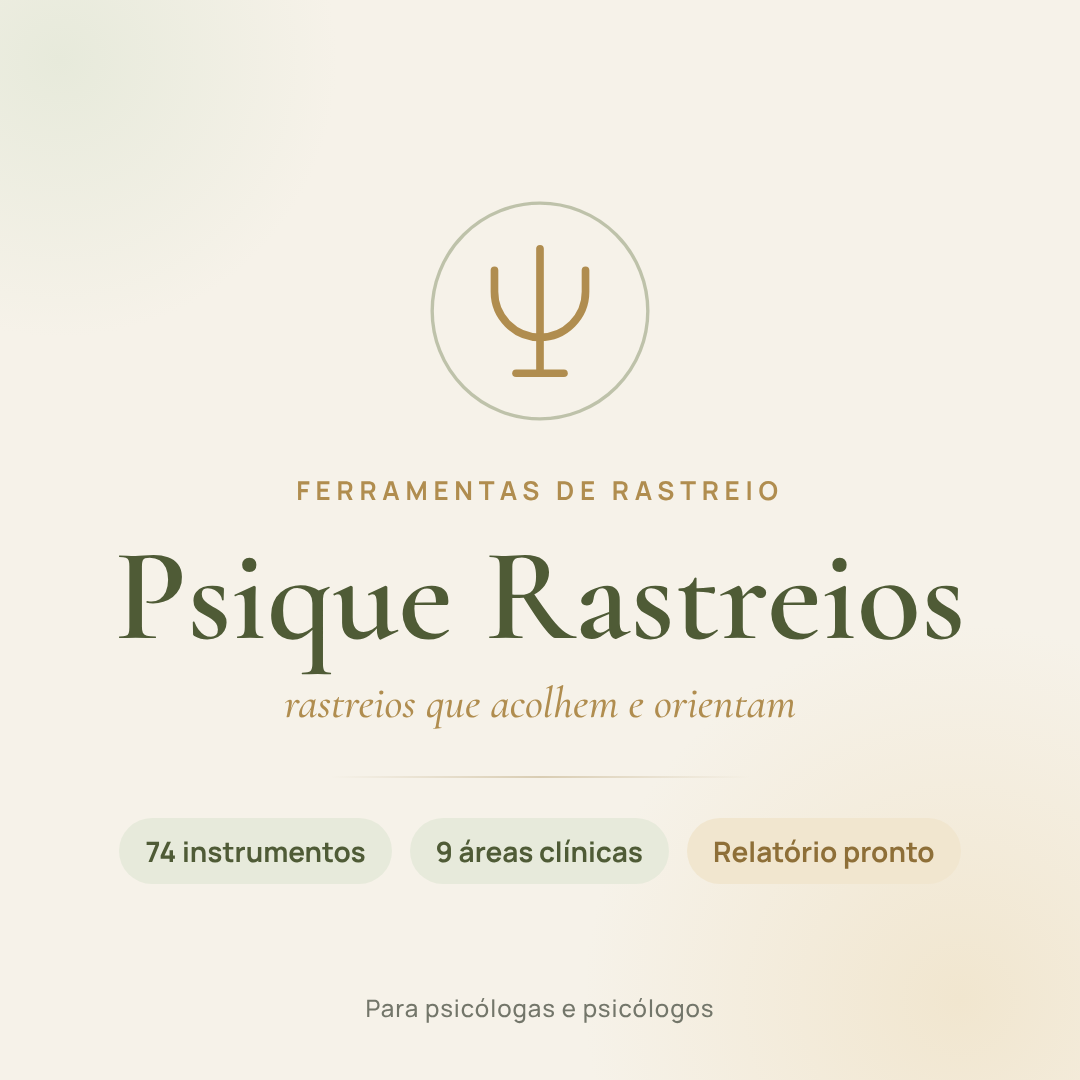 FERRAMENTAS DE RASTREIO
Psique Rastreios
rastreios que acolhem e orientam
74 instrumentos
9 áreas clínicas
Relatório pronto
Para psicólogas e psicólogos